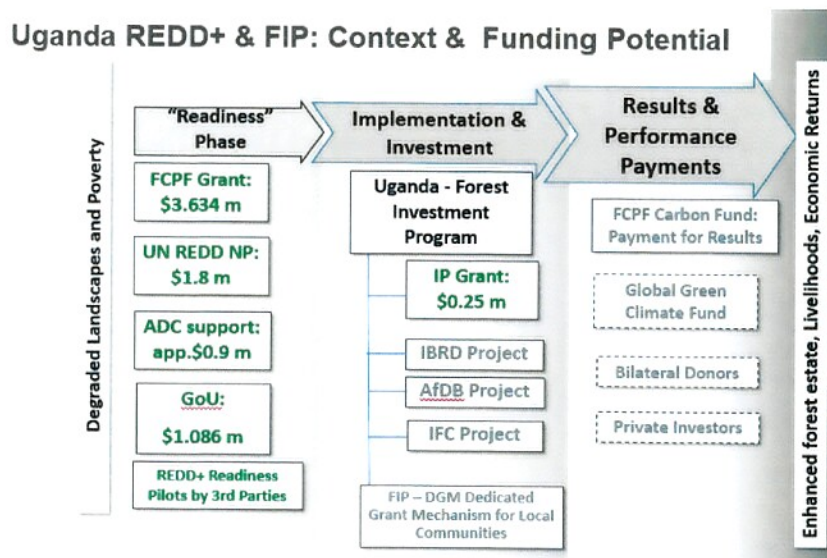 Uganda REDD+ & FIP: Context & Funding Potential
Degraded Landscapes and Poverty
"Readiness"
Phase
FCPF Grant:
$3.634 m
UN REDD NP:
$1.8 m
ADC support:
app.$0.9 m
GoU:
$1.086 m
REDD+ Readiness
Pilots by 3rd Parties
Implementation &
Investment
Uganda - Forest
Investment
Program
IP Grant:
$0.25 m
IBRD Project
AfDB Project
IFC Project
FIP – DGM Dedicated
Grant Mechanism for Local
Communities
Results &
Performance
Payments
FCPF Carbon Fund:
Payment for Results
Global Green
Climate Fund
Bilateral Donors
Private Investors
Enhanced forest estate, Livelihoods, Economic Returns